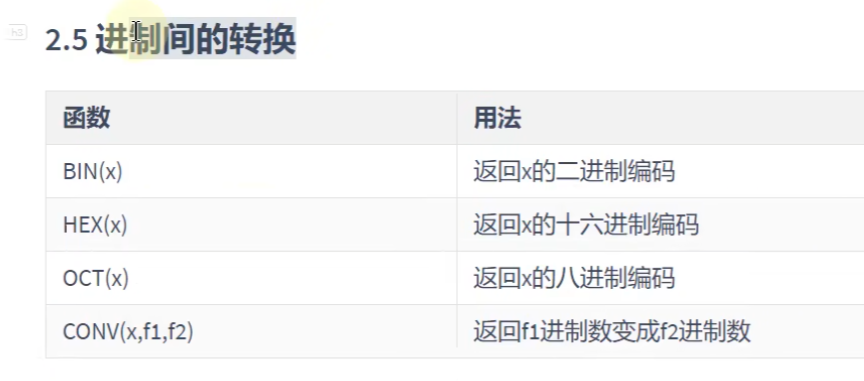 h3
2.5 进制间的转换
函数 用法
BIN(x) 返回x的二进制编码
HEX(x) 返回x的十六进制编码
OCT(x) 返回x的八进制编码
CONV(x,f1,f2) 返回f1进制数变成f2进制数